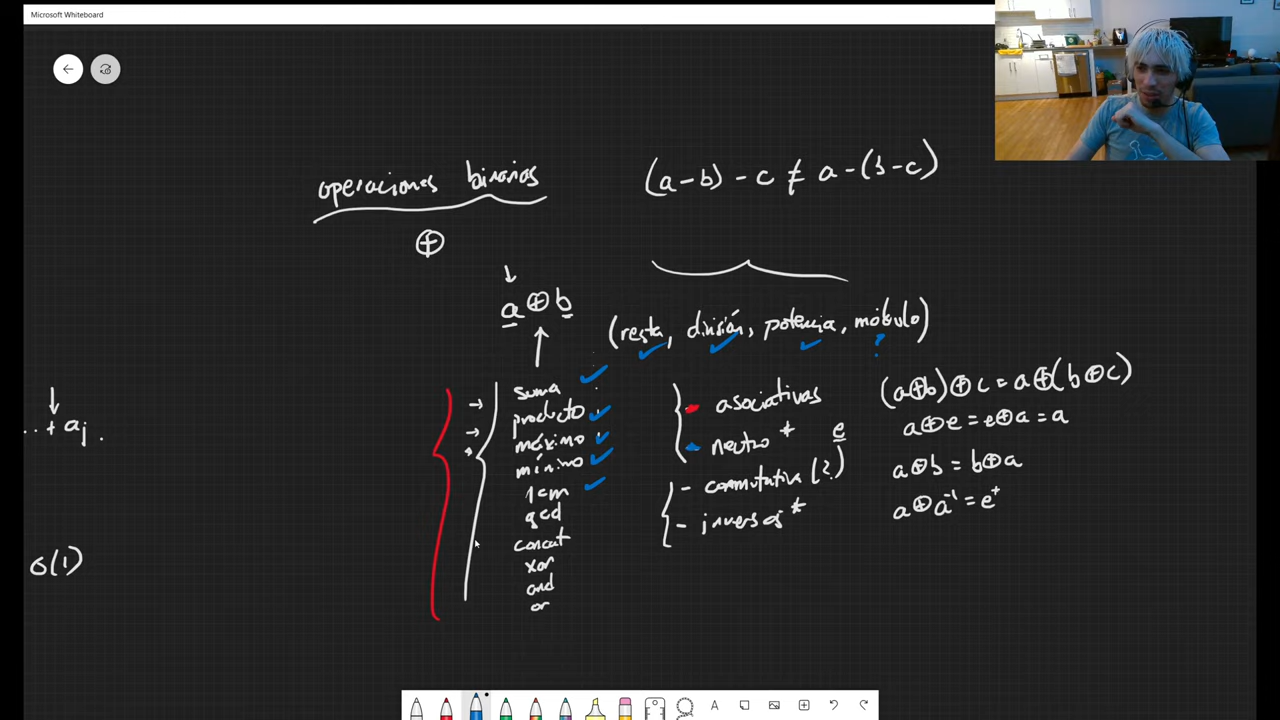 Microsoft Whiteboard
operaciones binarias
(a-b) - c ≠ a-(b-c)
⊕
a⊕b
(resta, división, potencia, módulo)
?
suma
producto
máximo
mínimo
lcm
gcd
concat
xor
and
or
asociativas
neutro * e
- conmutativa (?)
- inversos *
(a⊕b)⊕c = a⊕(b⊕c)
a⊕e = e⊕a = a
a⊕b = b⊕a
a⊕a⁻¹ = e⁺
..+ aⱼ.
O(1)
A